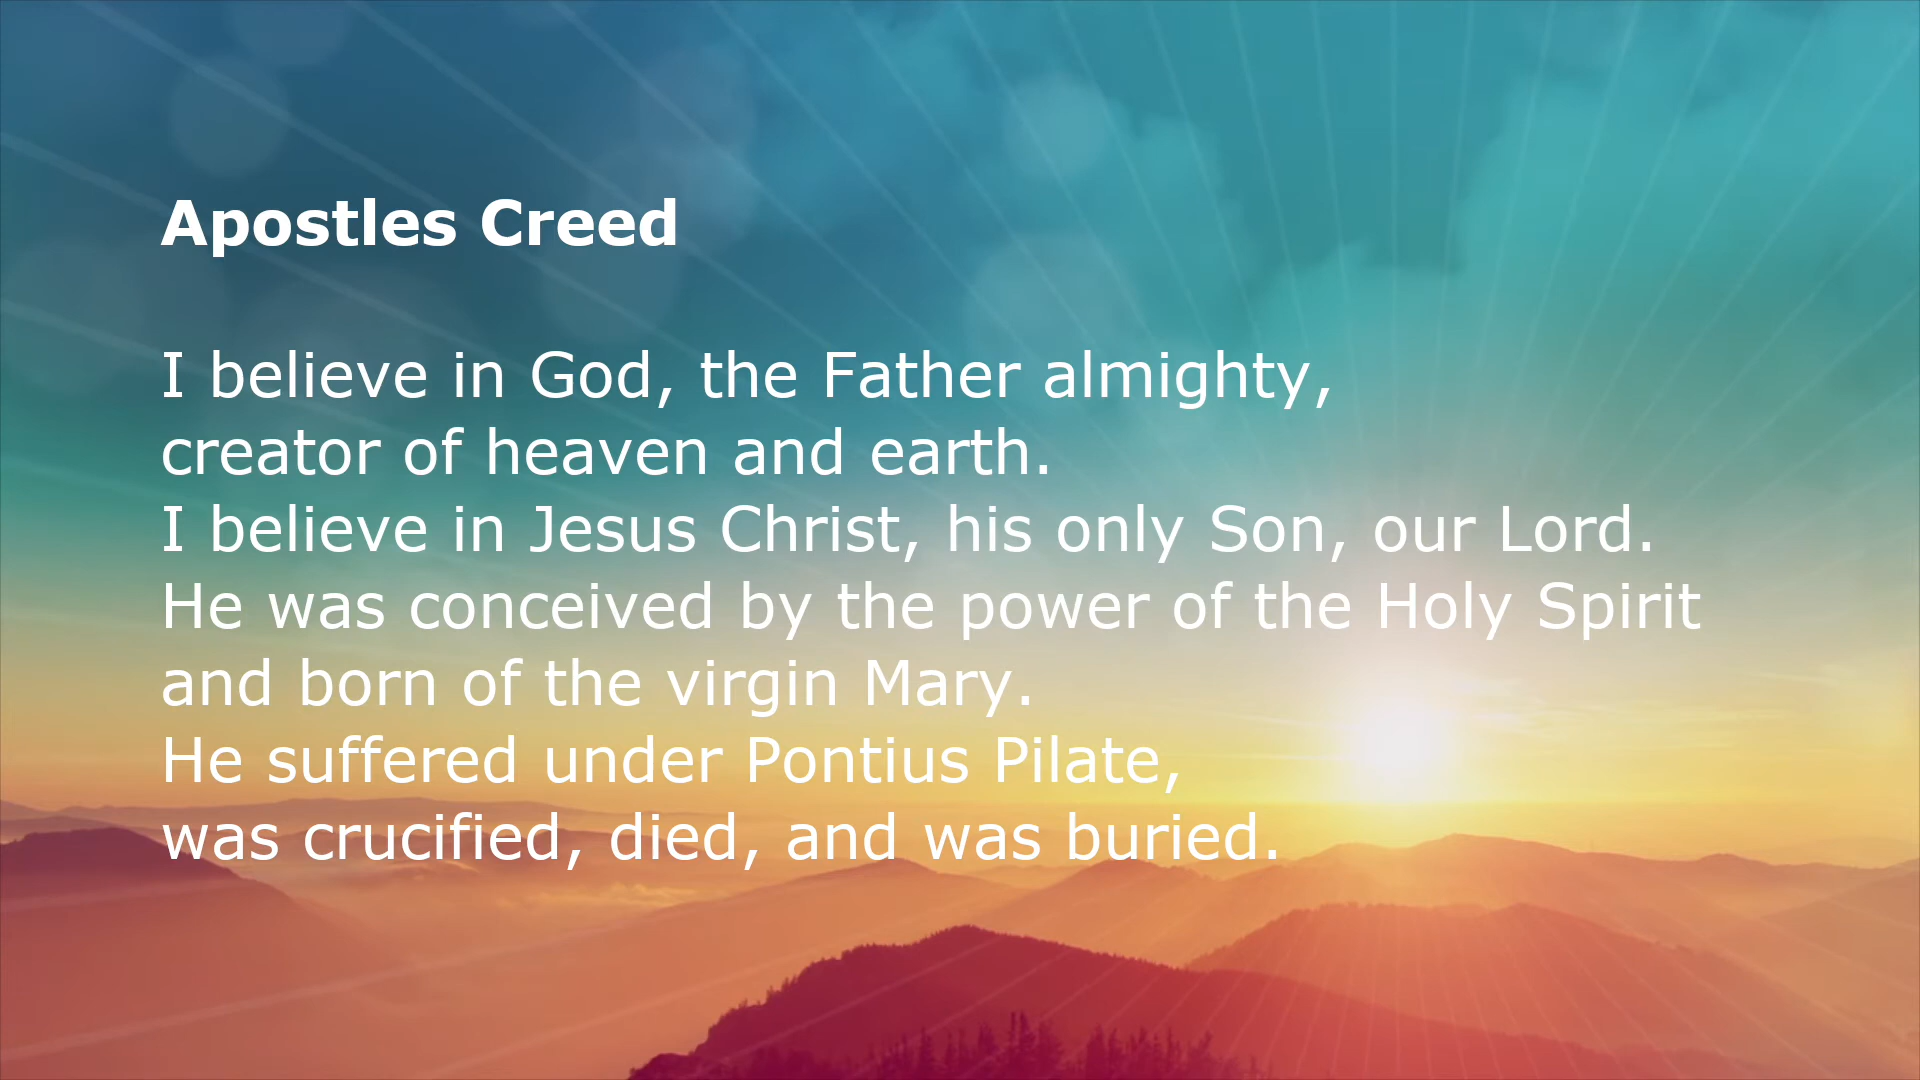 Apostles Creed
I believe in God, the Father almighty,
creator of heaven and earth.
I believe in Jesus Christ, his only Son, our Lord.
He was conceived by the power of the Holy Spirit
and born of the virgin Mary.
He suffered under Pontius Pilate,
was crucified, died, and was buried.